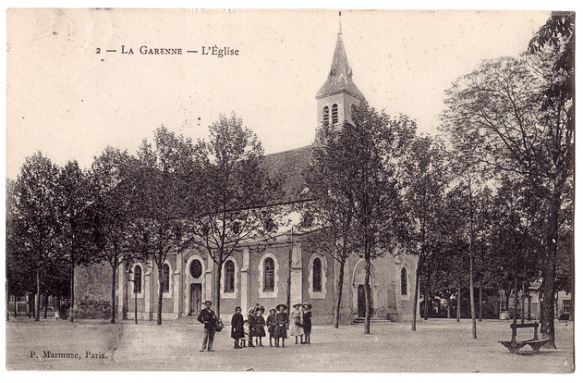 2 — La Garenne — L'Église
P. Marmuse, Paris.